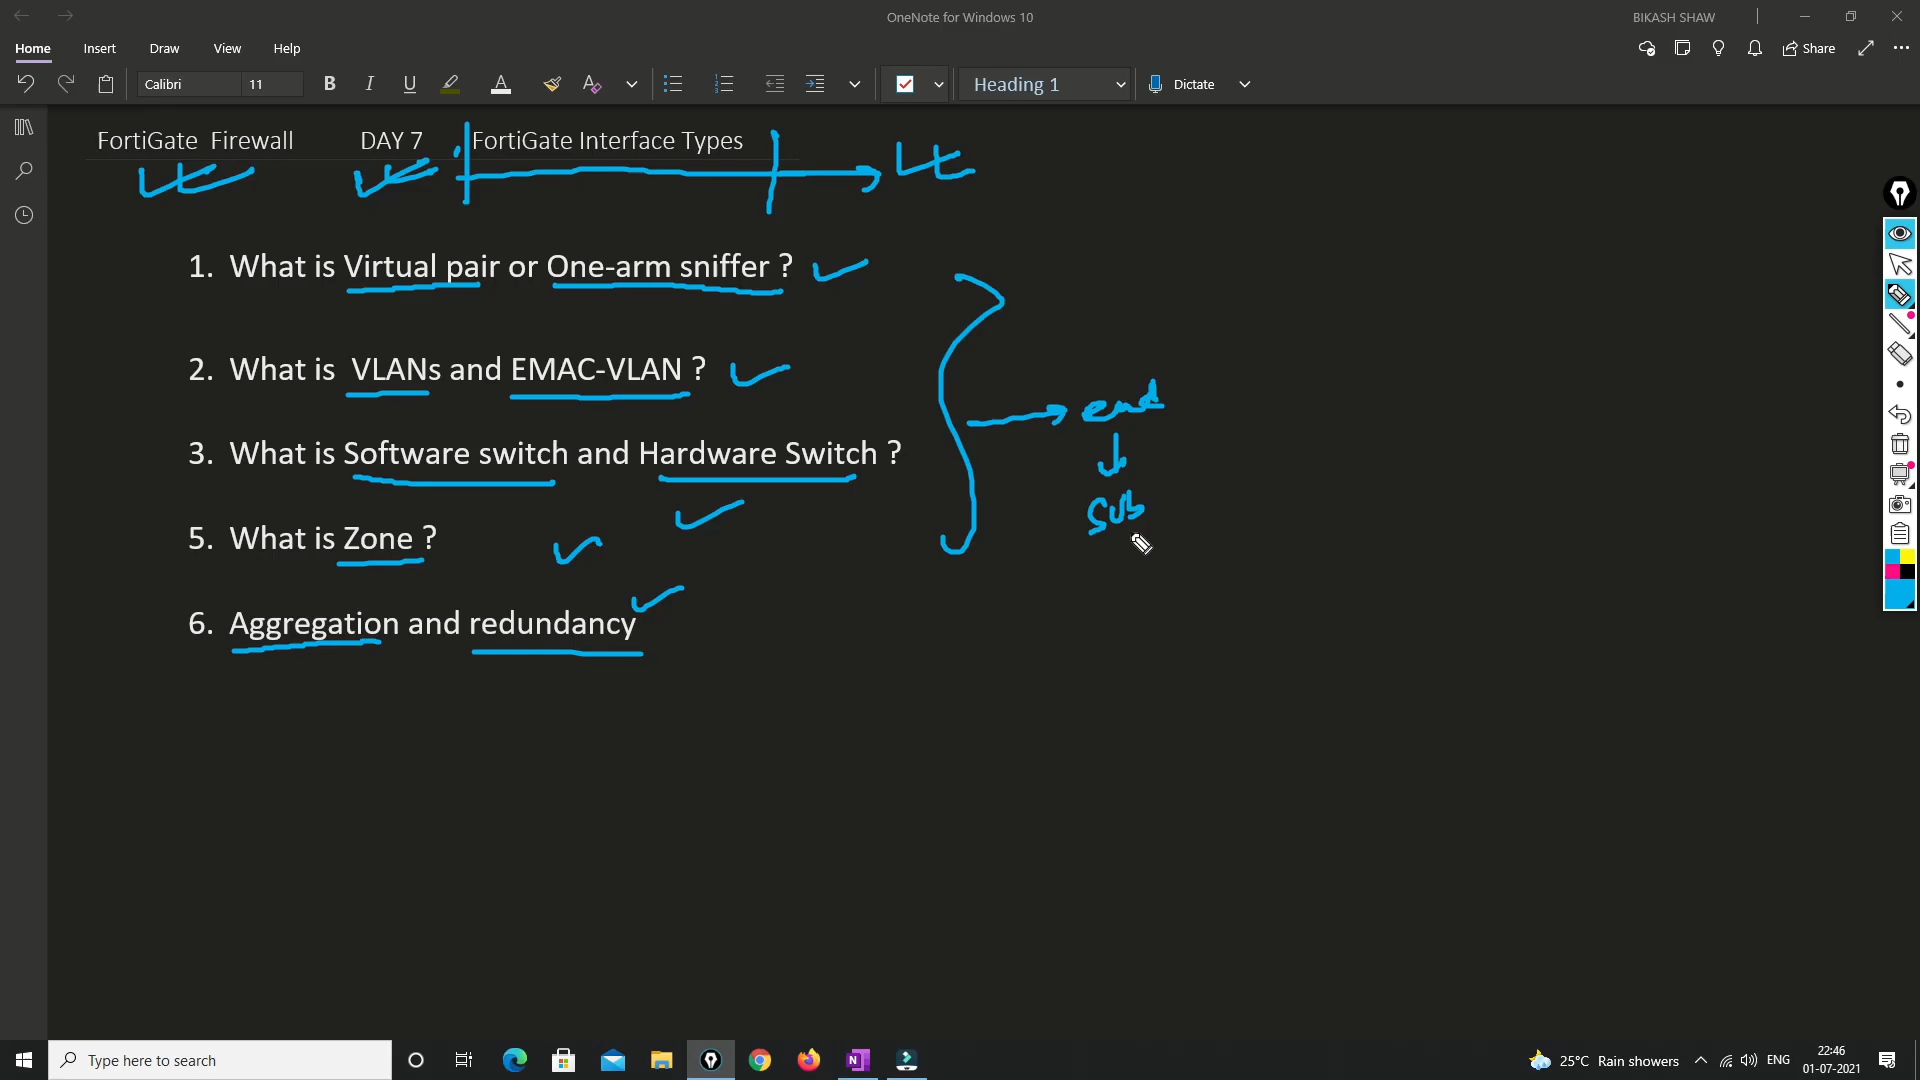 OneNote for Windows 10
BIKASH SHAW
Home Insert Draw View Help
Share
Calibri 11 B I U A A Heading 1 Dictate
FortiGate Firewall DAY 7 FortiGate Interface Types
1. What is Virtual pair or One-arm sniffer ?
2. What is VLANs and EMAC-VLAN ?
end
3. What is Software switch and Hardware Switch ?
sub
5. What is Zone ?
6. Aggregation and redundancy
Type here to search
25°C Rain showers
ENG
22:46
01-07-2021